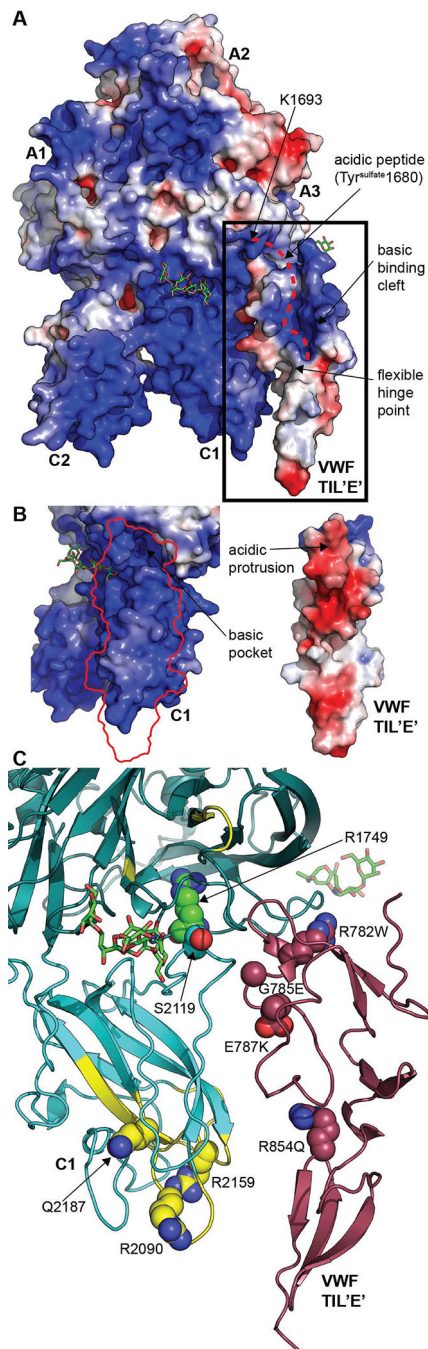 A
A2
K1693
A1
acidic peptide
(Tyrsulfate1680)
A3
basic
binding
cleft
flexible
hinge
point
C2
C1
VWF
TIL'E'
B
acidic
protrusion
basic
pocket
C1
VWF
TIL'E'
C
R1749
R782W
S2119
G785E
E787K
C1
R854Q
Q2187
R2159
R2090
VWF
TIL'E'